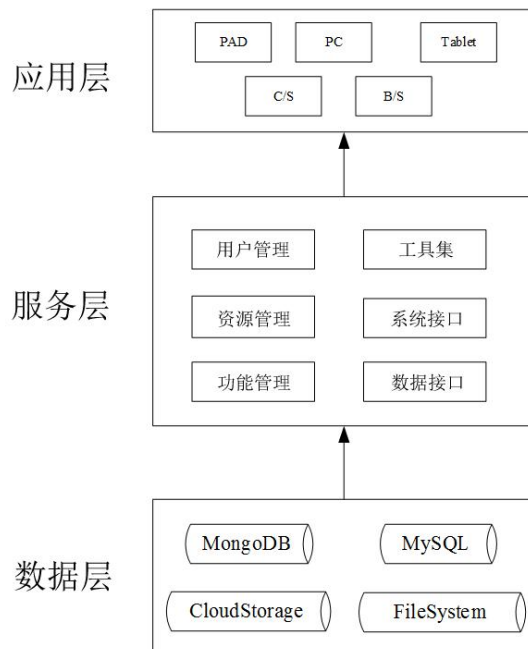 应用层
PAD
PC
Tablet
C/S
B/S
服务层
用户管理
工具集
资源管理
系统接口
功能管理
数据接口
数据层
MongoDB
MySQL
CloudStorage
FileSystem